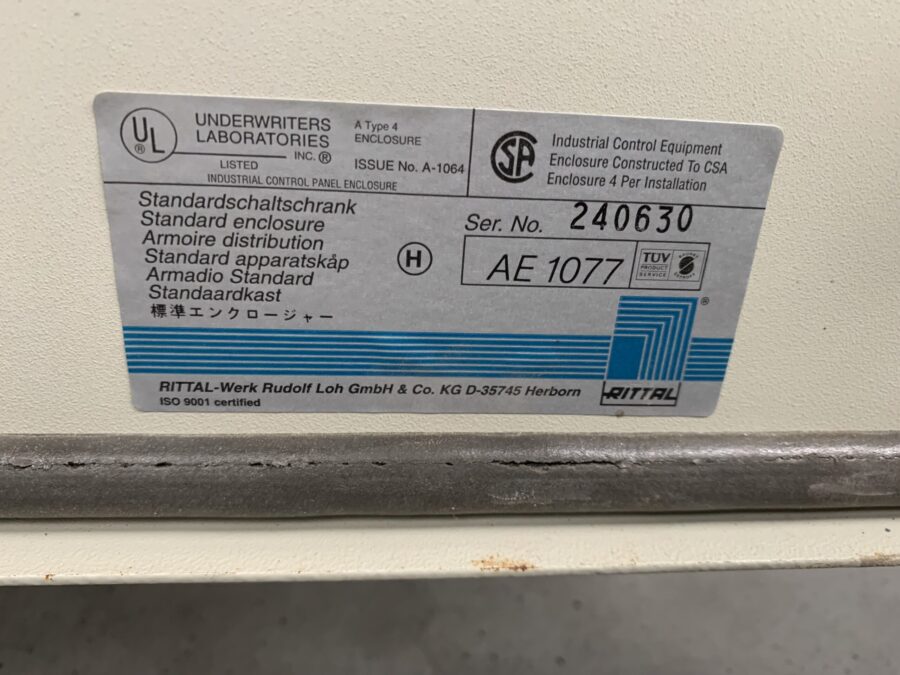 UL ®
UNDERWRITERS
LABORATORIES
INC. ®
LISTED
A Type 4
ENCLOSURE
ISSUE No. A-1064
INDUSTRIAL CONTROL PANEL ENCLOSURE
SA
Industrial Control Equipment
Enclosure Constructed To CSA
Enclosure 4 Per Installation
Standardschaltschrank
Standard enclosure
Armoire distribution
Standard apparatskåp
Armadio Standard
Standaardkast
標準エンクロージャー
H
Ser. No. 240630
AE 1077
TÜV
PRODUCT
SERVICE
®
RITTAL
RITTAL-Werk Rudolf Loh GmbH & Co. KG D-35745 Herborn
ISO 9001 certified